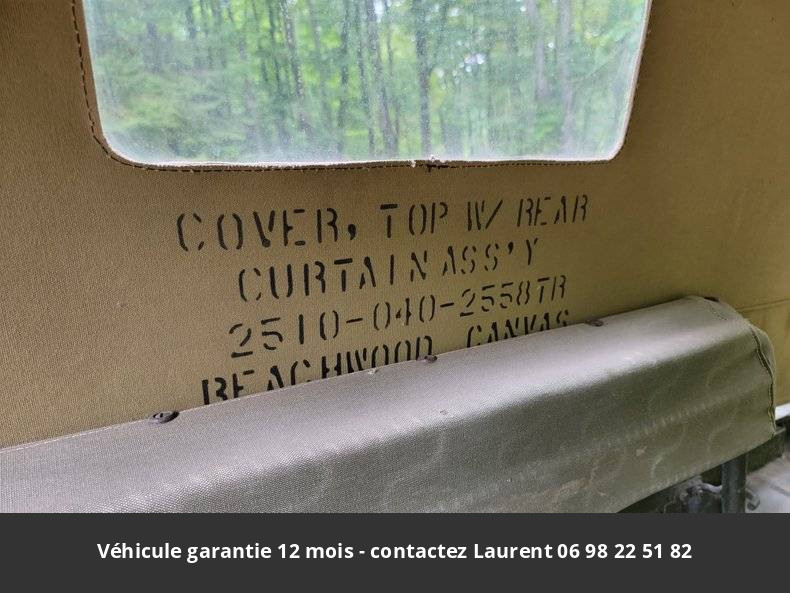 COVER, TOP W/ REAR
CURTAIN ASS'Y
2510-040-2558TR
BEACHWOOD CANVAS
Véhicule garantie 12 mois - contactez Laurent 06 98 22 51 82